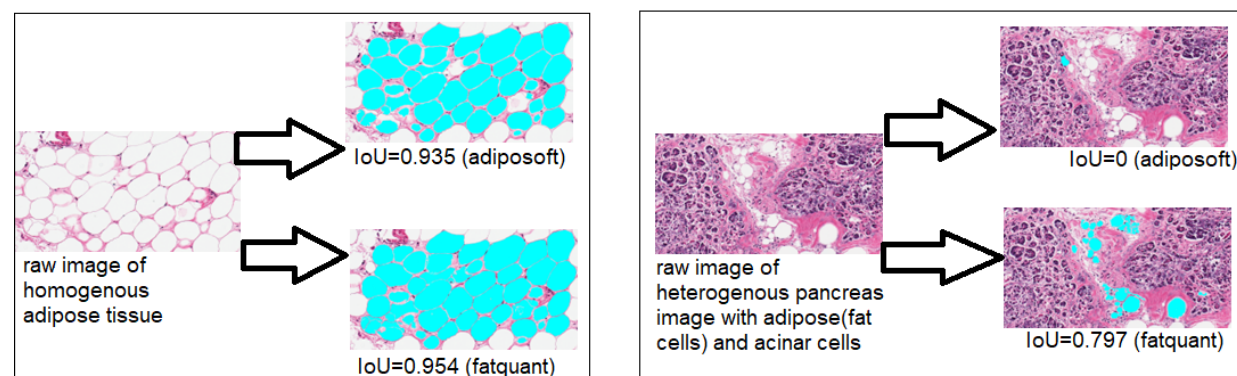 IoU=0.935 (adiposoft)
raw image of
homogenous
adipose tissue
IoU=0.954 (fatquant)
IoU=0 (adiposoft)
raw image of
heterogenous pancreas
image with adipose(fat
cells) and acinar cells
IoU=0.797 (fatquant)